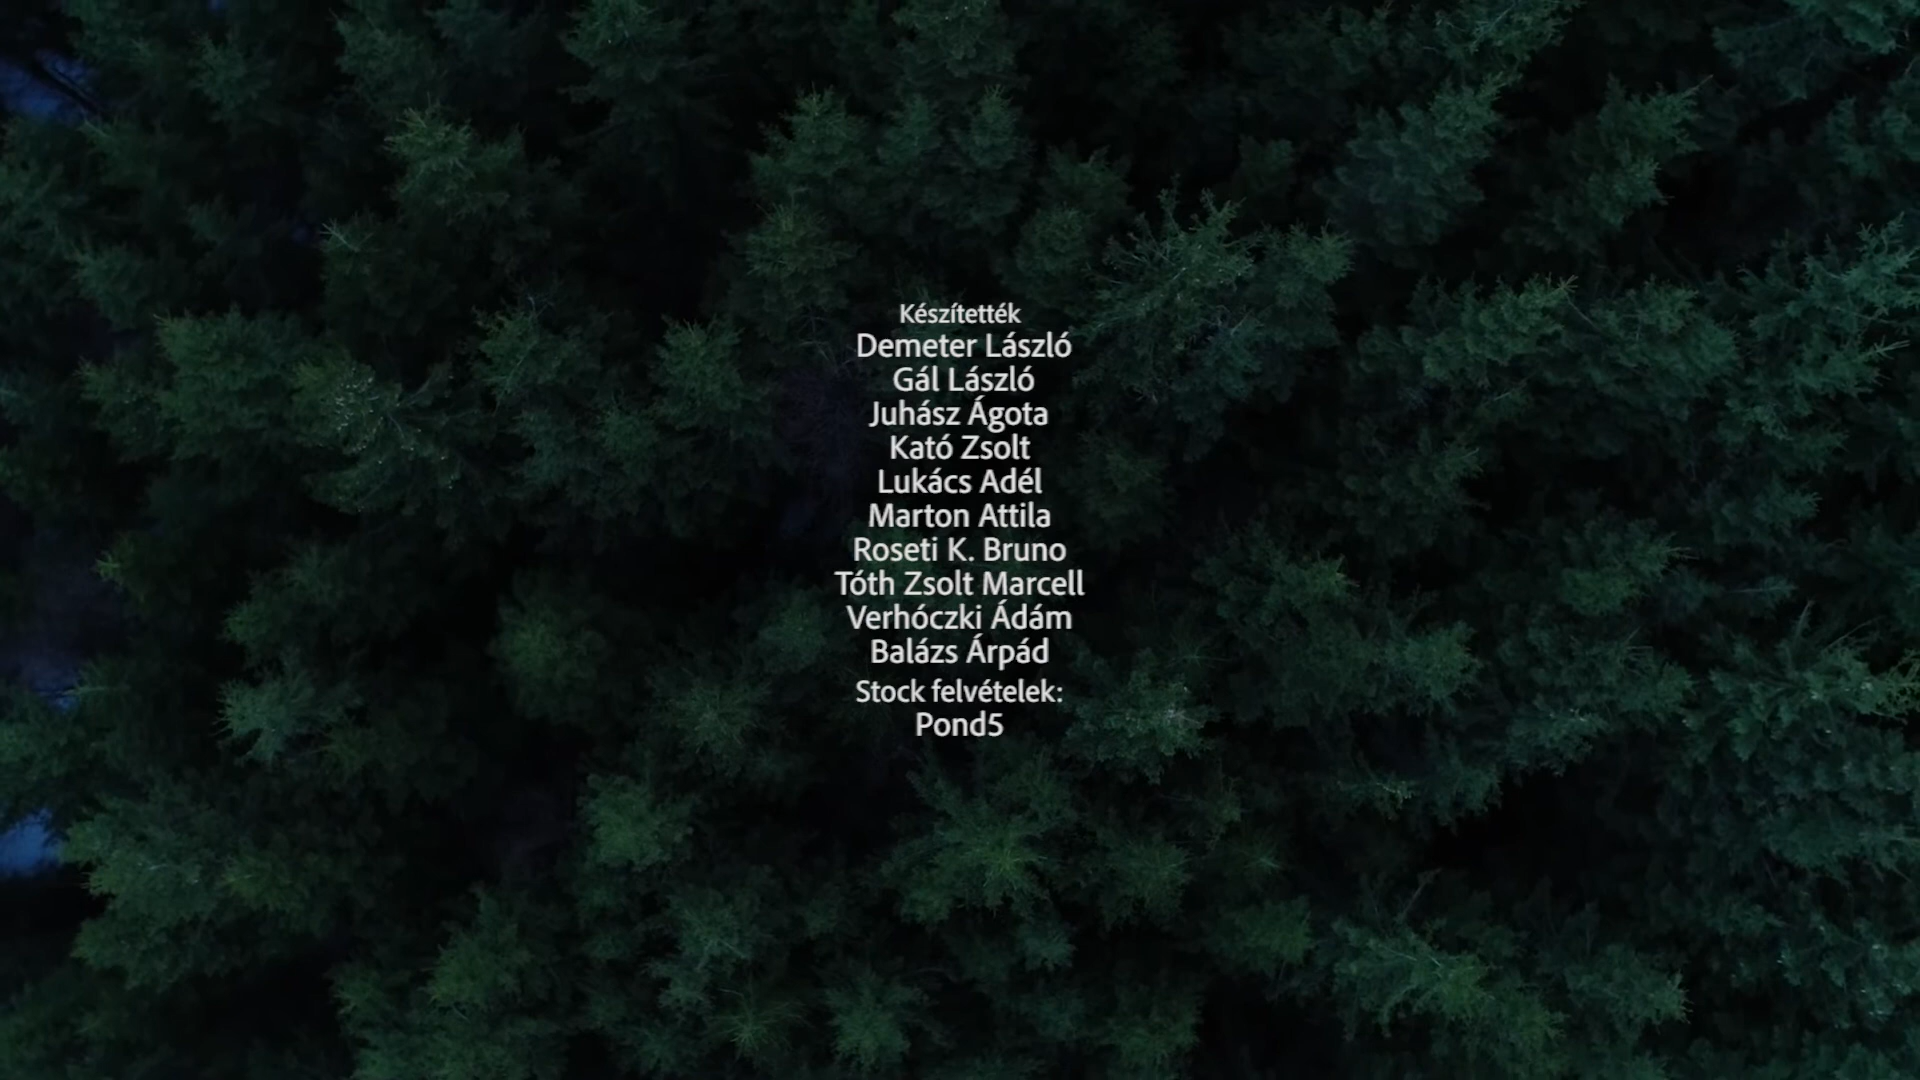 Készítették
Demeter László
Gál László
Juhász Ágota
Kató Zsolt
Lukács Adél
Marton Attila
Roseti K. Bruno
Tóth Zsolt Marcell
Verhóczki Ádám
Balázs Árpád
Stock felvételek:
Pond5